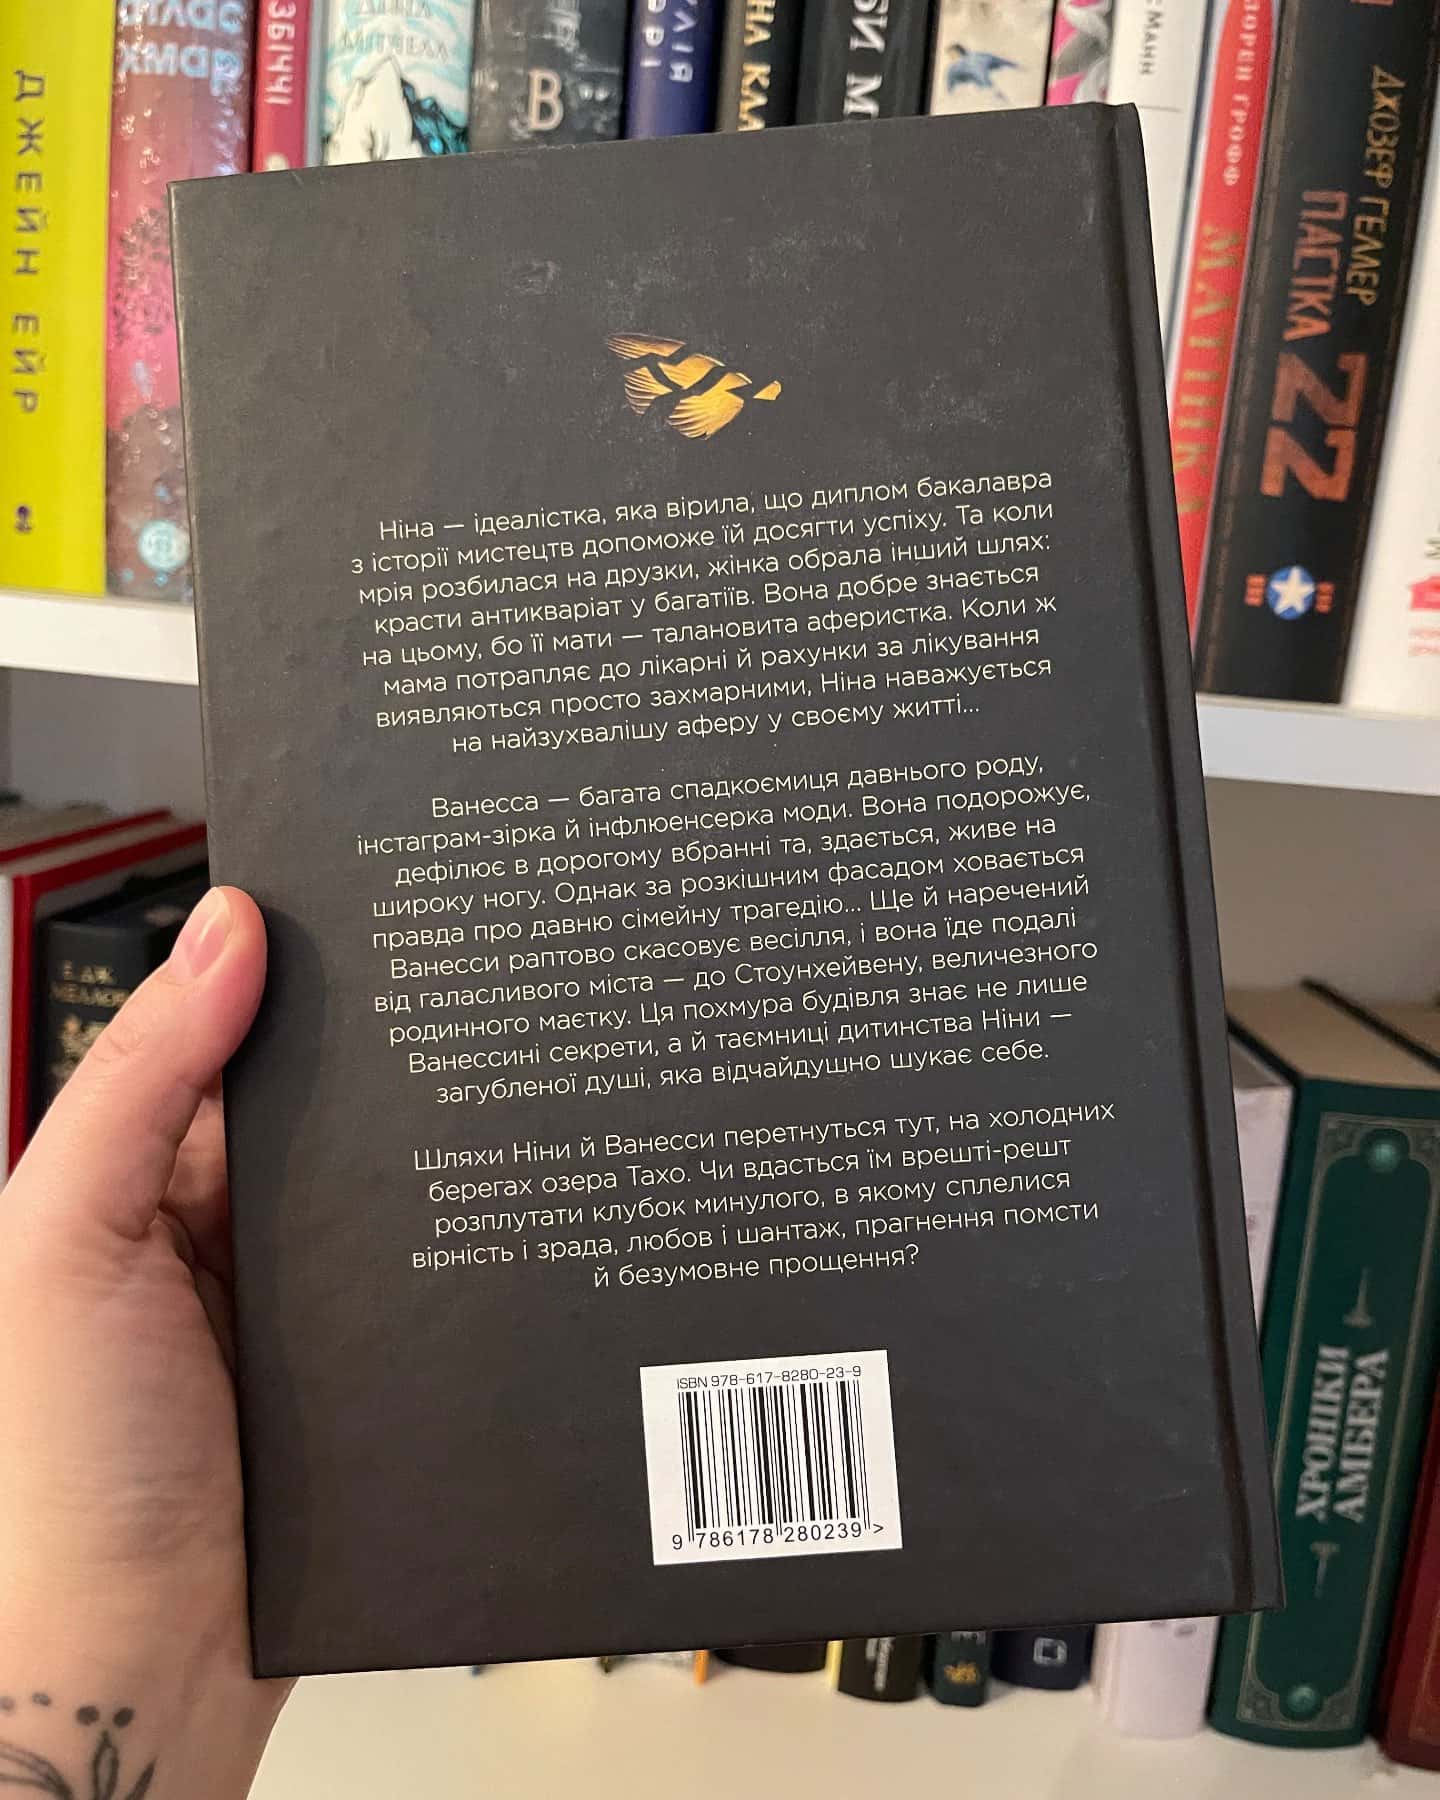 ДЖЕЙН ЕЙР
АТЛАС
ХМАР
В
МАТІНКА
ДЖОЗЕФ ГЕЛЛЕР
ПАСТКА 22
Ніна — ідеалістка, яка вірила, що диплом бакалавра
з історії мистецтв допоможе їй досягти успіху. Та коли
мрія розбилася на друзки, жінка обрала інший шлях:
красти антикваріат у багатіїв. Вона добре знається
на цьому, бо її мати — талановита аферистка. Коли ж
мама потрапляє до лікарні й рахунки за лікування
виявляються просто захмарними, Ніна наважується
на найзухвалішу аферу у своєму житті...
Ванесса — багата спадкоємиця давнього роду,
інстаграм-зірка й інфлюенсерка моди. Вона подорожує,
дефілює в дорогому вбранні та, здається, живе на
широку ногу. Однак за розкішним фасадом ховається
правда про давню сімейну трагедію... Ще й наречений
Ванесси раптово скасовує весілля, і вона їде подалі
від галасливого міста — до Стоунхейвену, величезного
родинного маєтку. Ця похмура будівля знає не лише
Ванессині секрети, а й таємниці дитинства Ніни —
загубленої душі, яка відчайдушно шукає себе.
Шляхи Ніни й Ванесси перетнуться тут, на холодних
берегах озера Тахо. Чи вдасться їм врешті-решт
розплутати клубок минулого, в якому сплелися
вірність і зрада, любов і шантаж, прагнення помсти
й безумовне прощення?
ISBN 978-617-8280-23-9
9 786178 280239 >
ХРОНІКИ
АМБЕРА